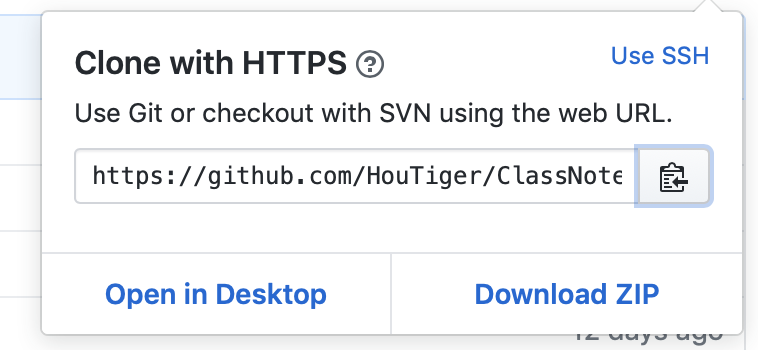 Clone with HTTPS ?
Use SSH
Use Git or checkout with SVN using the web URL.
https://github.com/HouTiger/ClassNote
Open in Desktop
Download ZIP
12 days ago